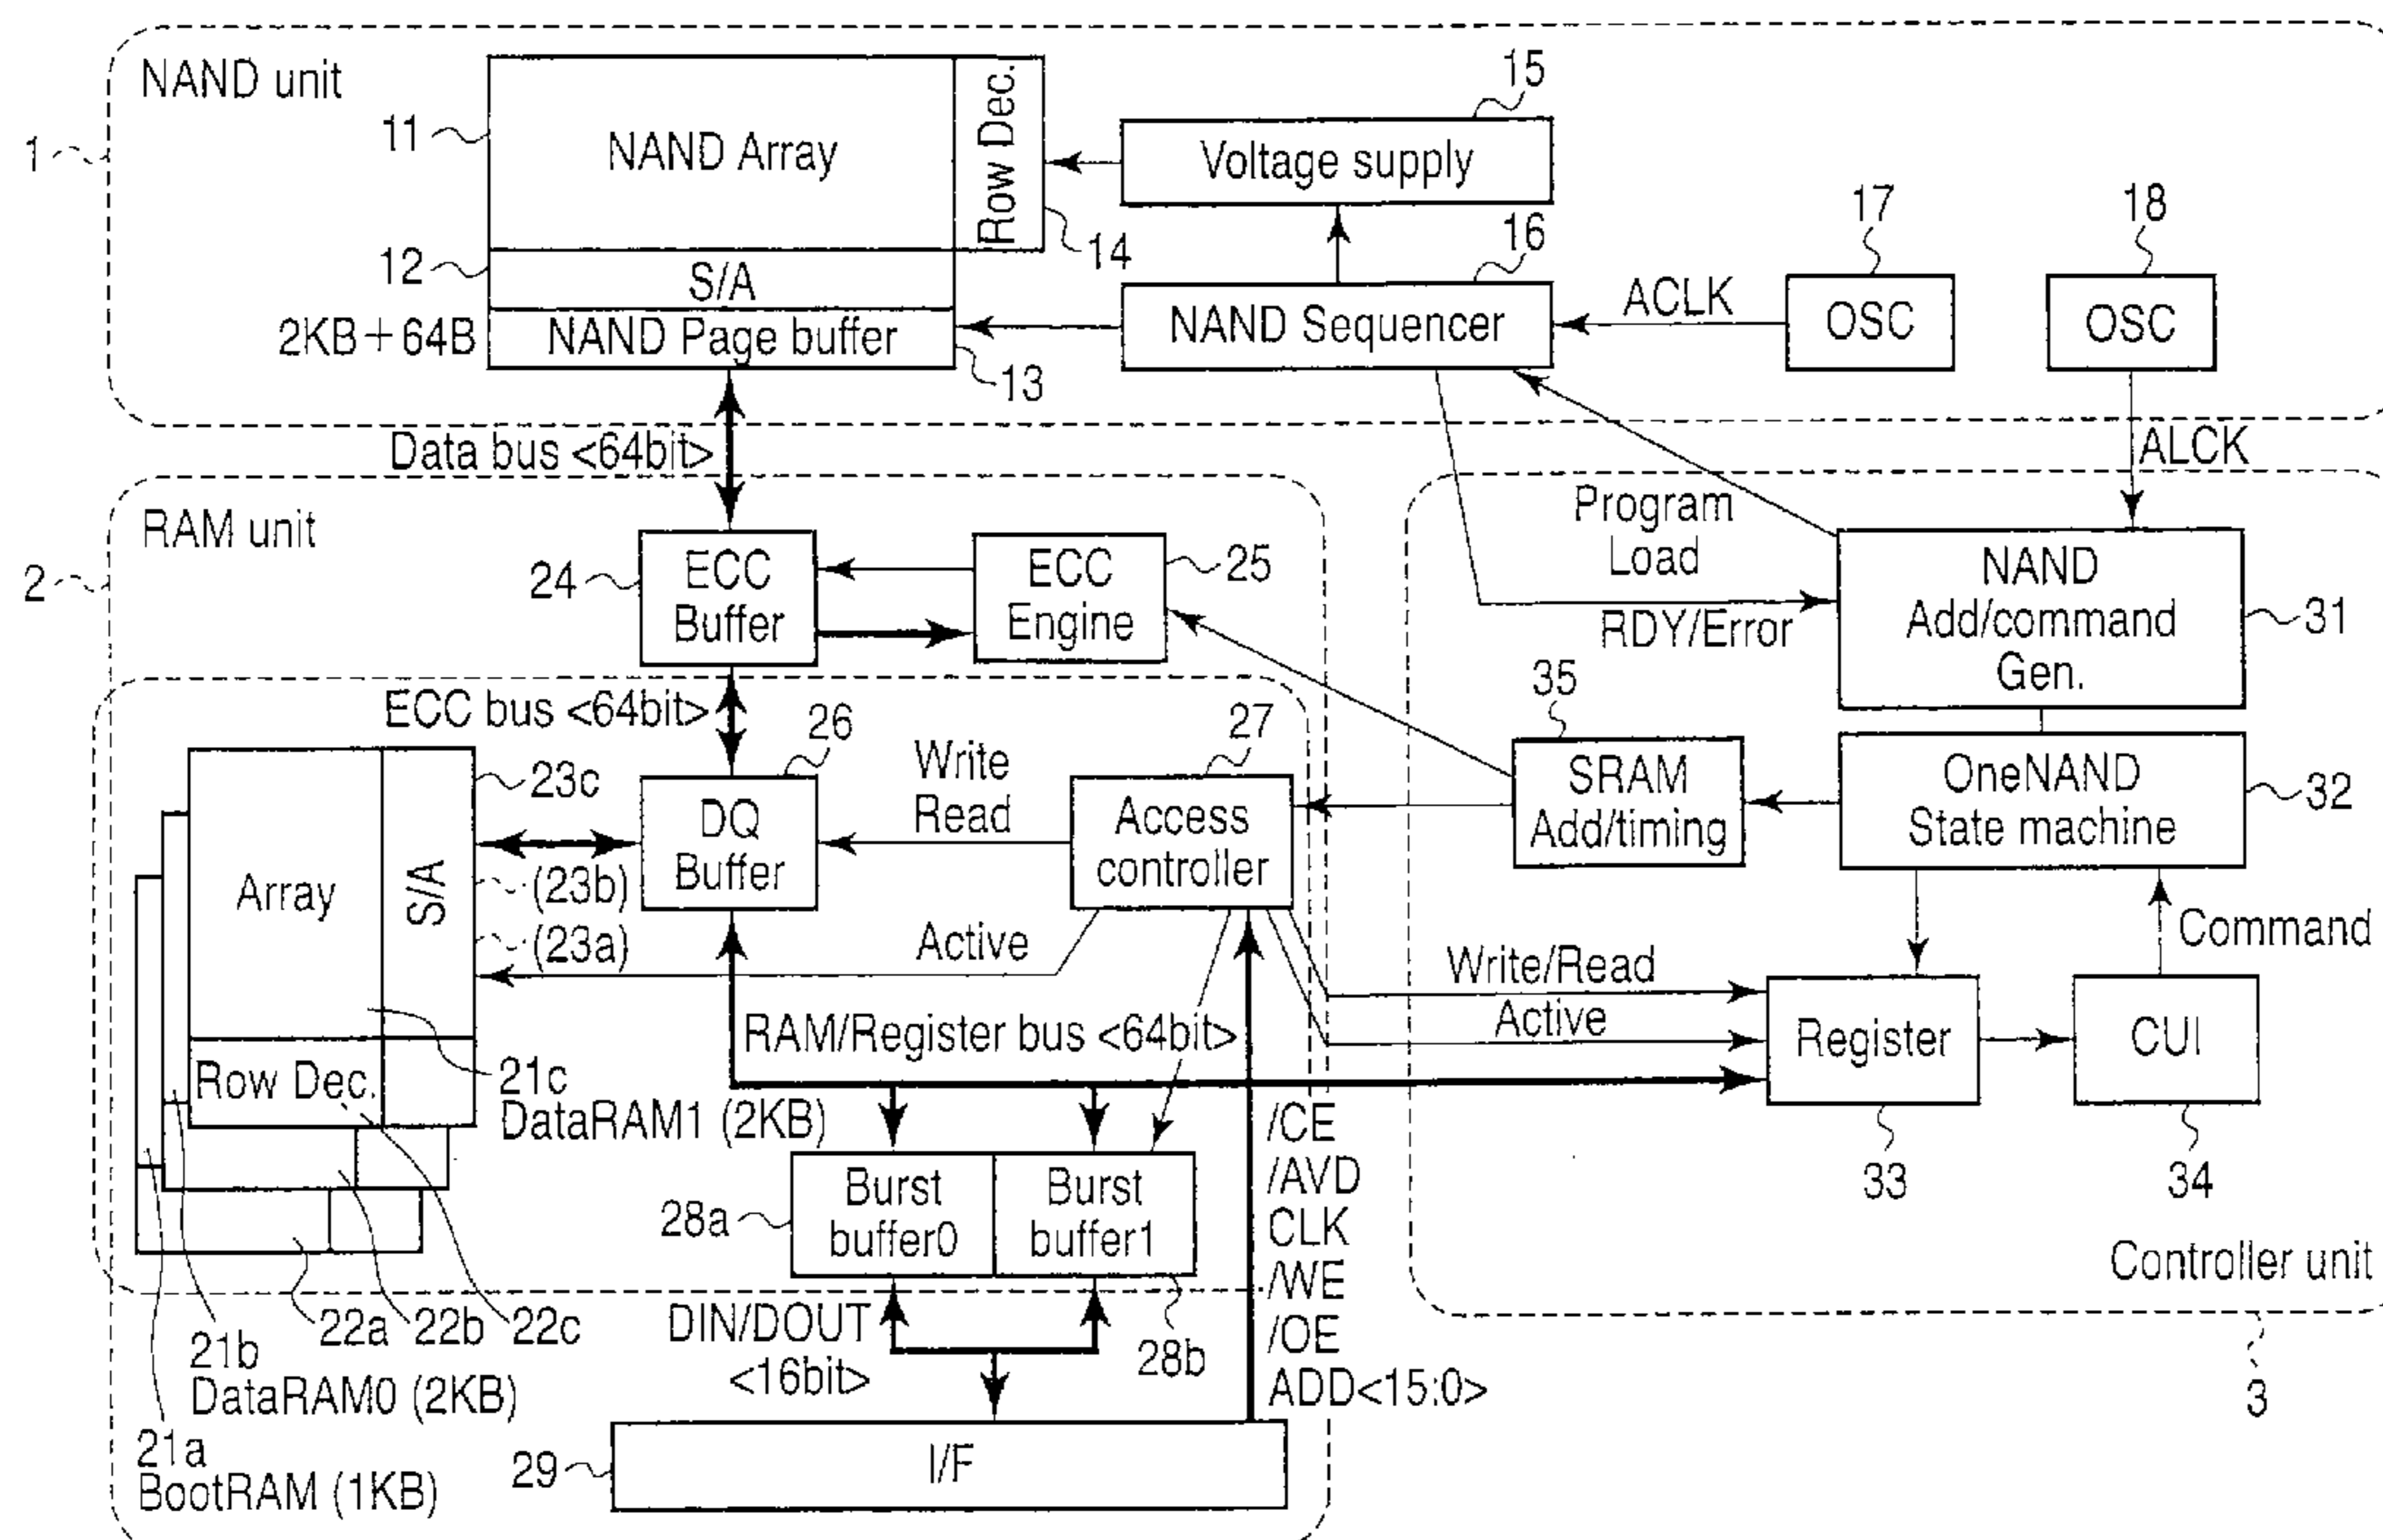 NAND unit
1
11
NAND Array
Row Dec.
14
15
Voltage supply
12
S/A
16
17
18
2KB+64B
NAND Page buffer
13
NAND Sequencer
ACLK
OSC
OSC
Data bus <64bit>
ALCK
RAM unit
2
24
ECC
Buffer
ECC
Engine
25
Program
Load
RDY/Error
NAND
Add/command
Gen.
31
ECC bus <64bit>
26
27
35
23c
(23b)
(23a)
Array
S/A
Row Dec.
DQ
Buffer
Write
Read
Access
controller
SRAM
Add/timing
OneNAND
State machine
32
Active
Command
Write/Read
Active
RAM/Register bus <64bit>
Register
CUI
33
34
21c
DataRAM1 (2KB)
28a
Burst
buffer0
Burst
buffer1
28b
/CE
/AVD
CLK
/WE
/OE
ADD<15:0>
Controller unit
3
22a
22b
22c
21b
DataRAM0 (2KB)
21a
BootRAM (1KB)
DIN/DOUT
<16bit>
29
I/F